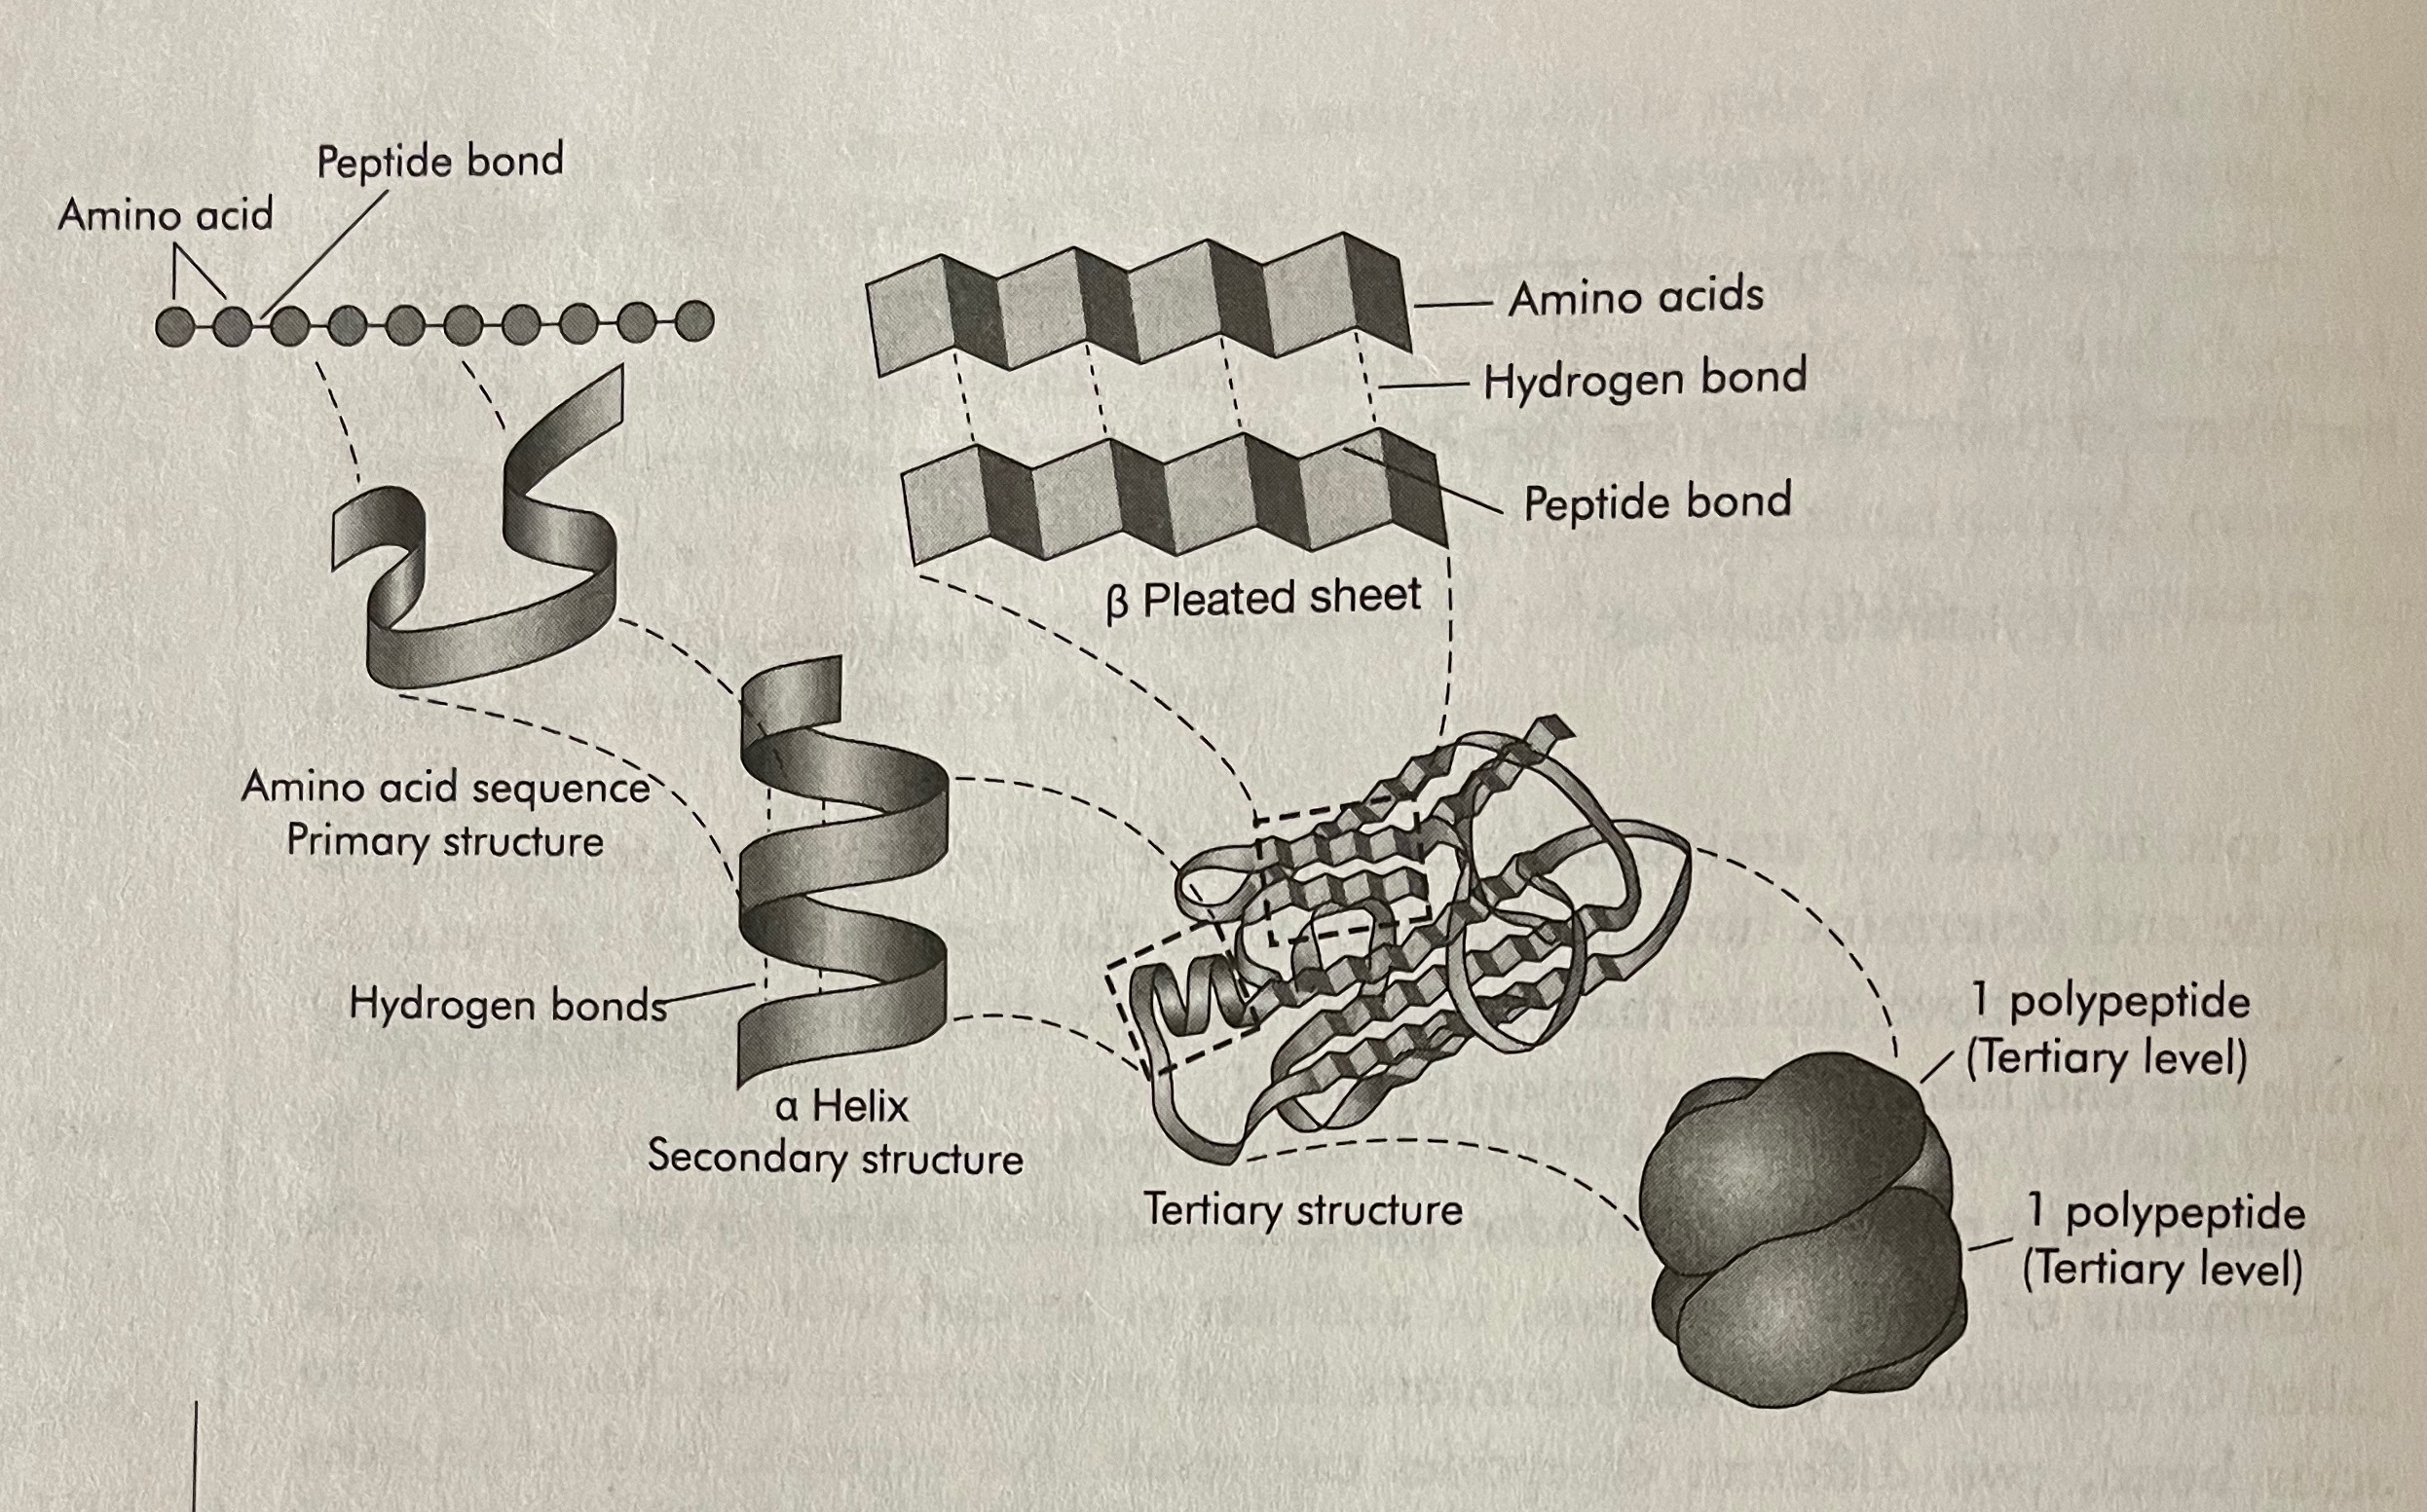 Peptide bond
Amino acid
Amino acids
Hydrogen bond
Peptide bond
β Pleated sheet
Amino acid sequence
Primary structure
Hydrogen bonds
α Helix
Secondary structure
Tertiary structure
1 polypeptide
(Tertiary level)
1 polypeptide
(Tertiary level)